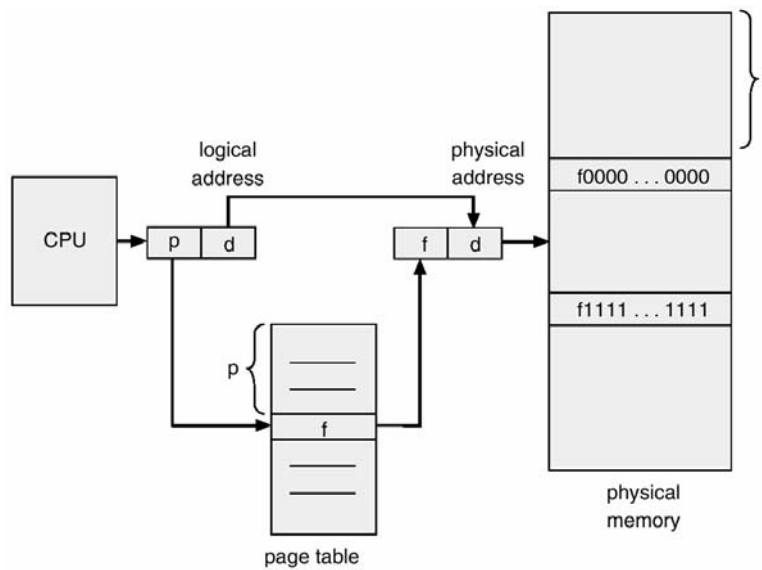 logical
address
physical
address
f0000 . . . 0000
CPU
p
d
f
d
f1111 . . . 1111
p
f
physical
memory
page table